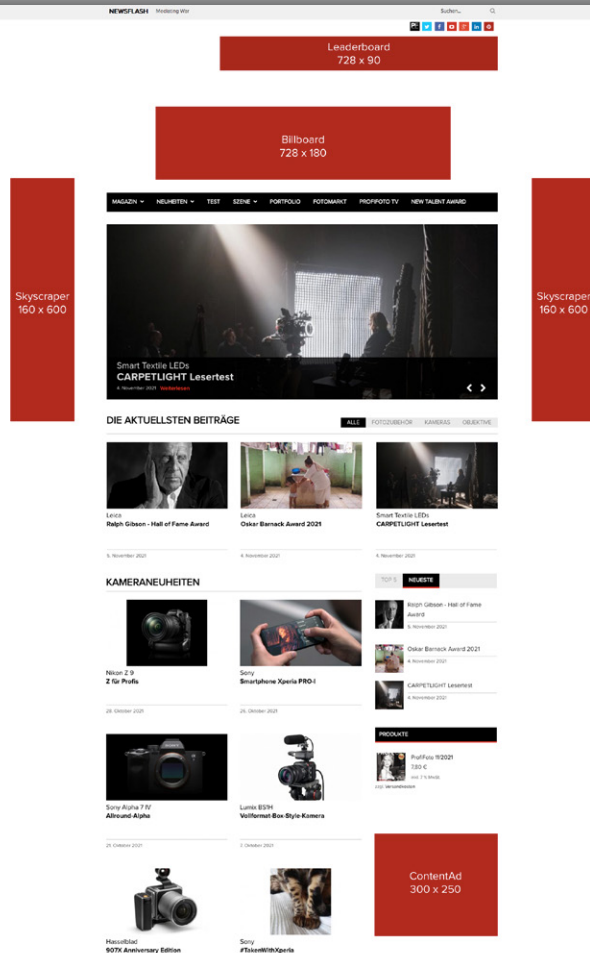 NEWSFLASH
Suchen...
Leaderboard
728 x 90
Billboard
728 x 180
Skyscraper
160 x 600
Skyscraper
160 x 600
MAGAZIN NEUHEITEN TEST SZENE PORTFOLIO FOTOMARKT PROFIFOTO TV NEW TALENT AWARD
Smart Textile LEDs
CARPETLIGHT Lesertest
4. November 2021 Weiterlesen
DIE AKTUELLSTEN BEITRÄGE
ALLE FOTOZUBEHÖR KAMERAS OBJEKTIVE
Leica
Ralph Gibson - Hall of Fame Award
5. November 2021
Leica
Oskar Barnack Award 2021
4. November 2021
Smart Textile LEDs
CARPETLIGHT Lesertest
4. November 2021
KAMERANEUHEITEN
Nikon Z 9
Z für Profis
28. Oktober 2021
Sony
Smartphone Xperia PRO-I
26. Oktober 2021
Sony Alpha 7 IV
Allround-Alpha
21. Oktober 2021
Lumix BS1H
Vollformat-Box-Style-Kamera
Oktober 2021
Hasselblad
907X Anniversary Edition
Sony
#TakenWithXperia
TOP 5 NEUESTE
Ralph Gibson - Hall of Fame
Award
5. November 2021
Oskar Barnack Award 2021
4. November 2021
CARPETLIGHT Lesertest
4. November 2021
PRODUKTE
ProfiFoto 11/2021
7,80 €
inkl. 7 % MwSt.
zzgl. Versandkosten
ContentAd
300 x 250